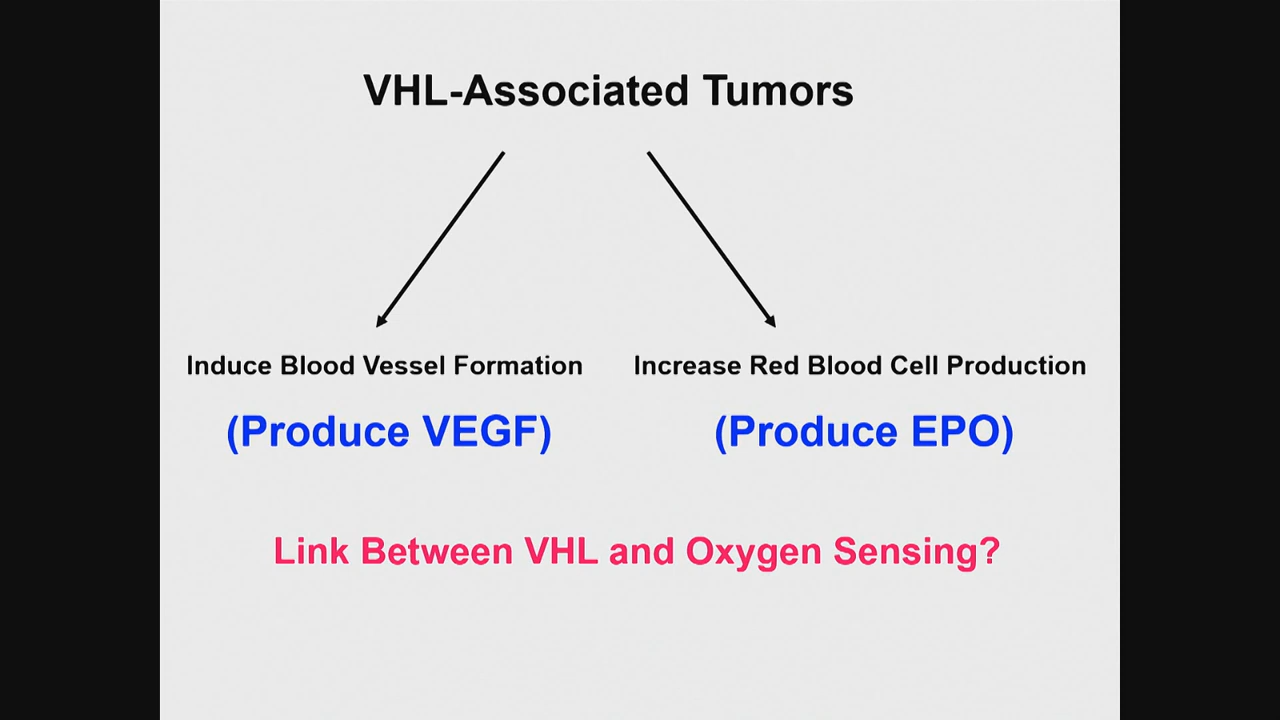 VHL-Associated Tumors
Induce Blood Vessel Formation
Increase Red Blood Cell Production
(Produce VEGF)
(Produce EPO)
Link Between VHL and Oxygen Sensing?